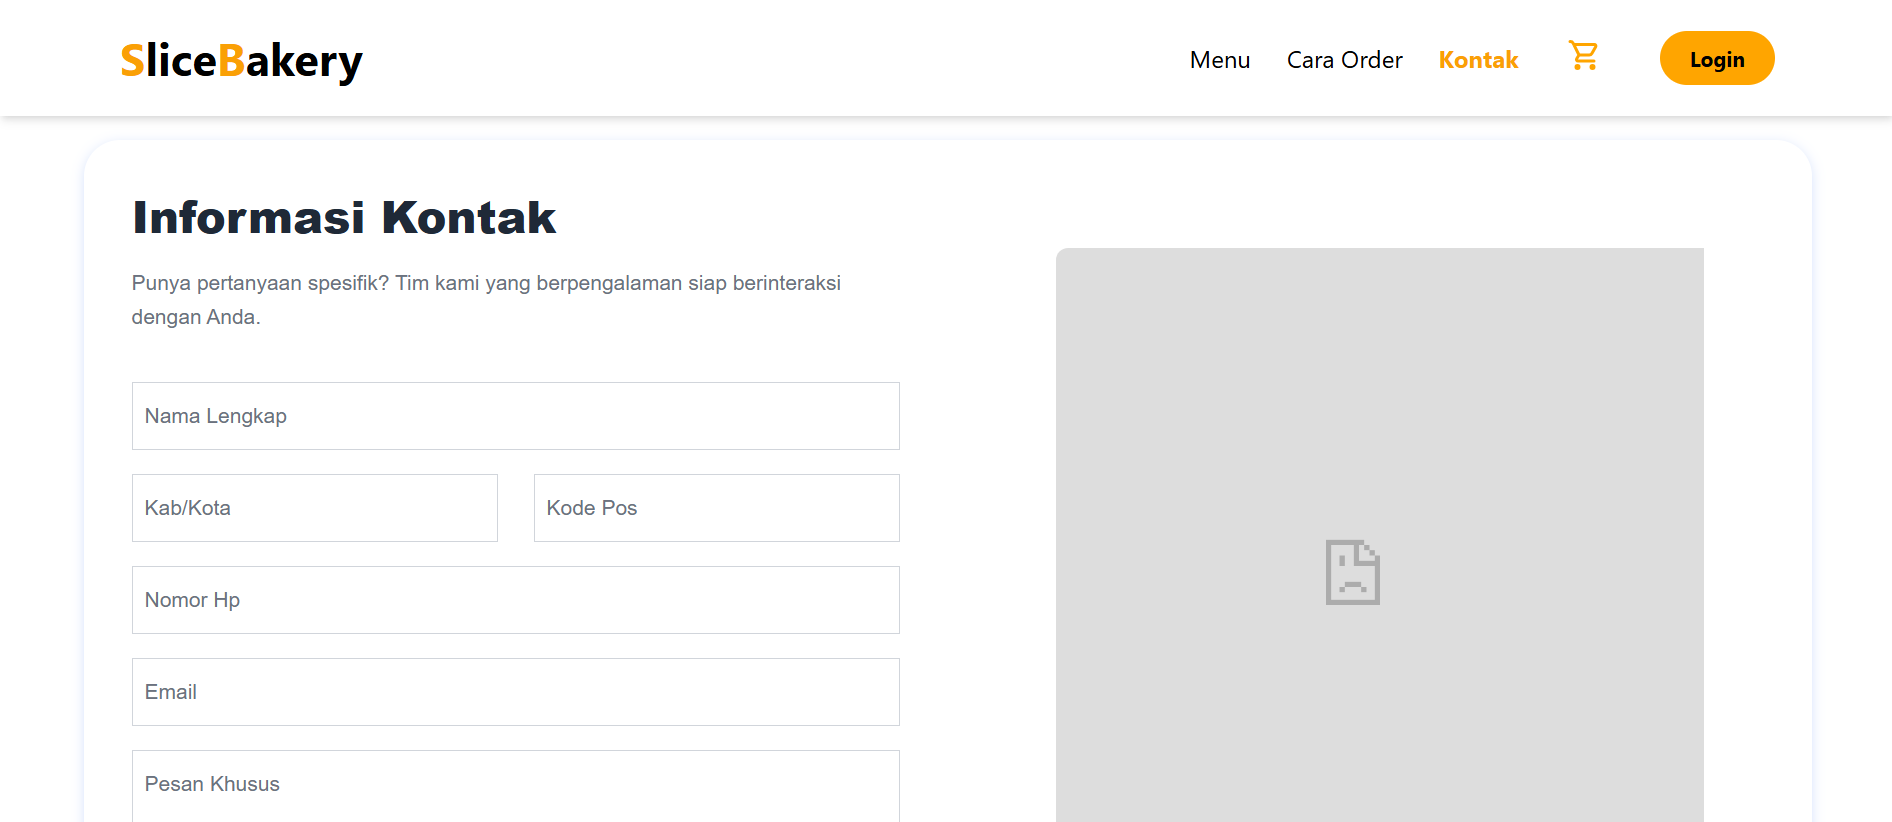 SliceBakery
Menu
Cara Order
Kontak
Login
Informasi Kontak
Punya pertanyaan spesifik? Tim kami yang berpengalaman siap berinteraksi
dengan Anda.
Nama Lengkap
Kab/Kota
Kode Pos
Nomor Hp
Email
Pesan Khusus